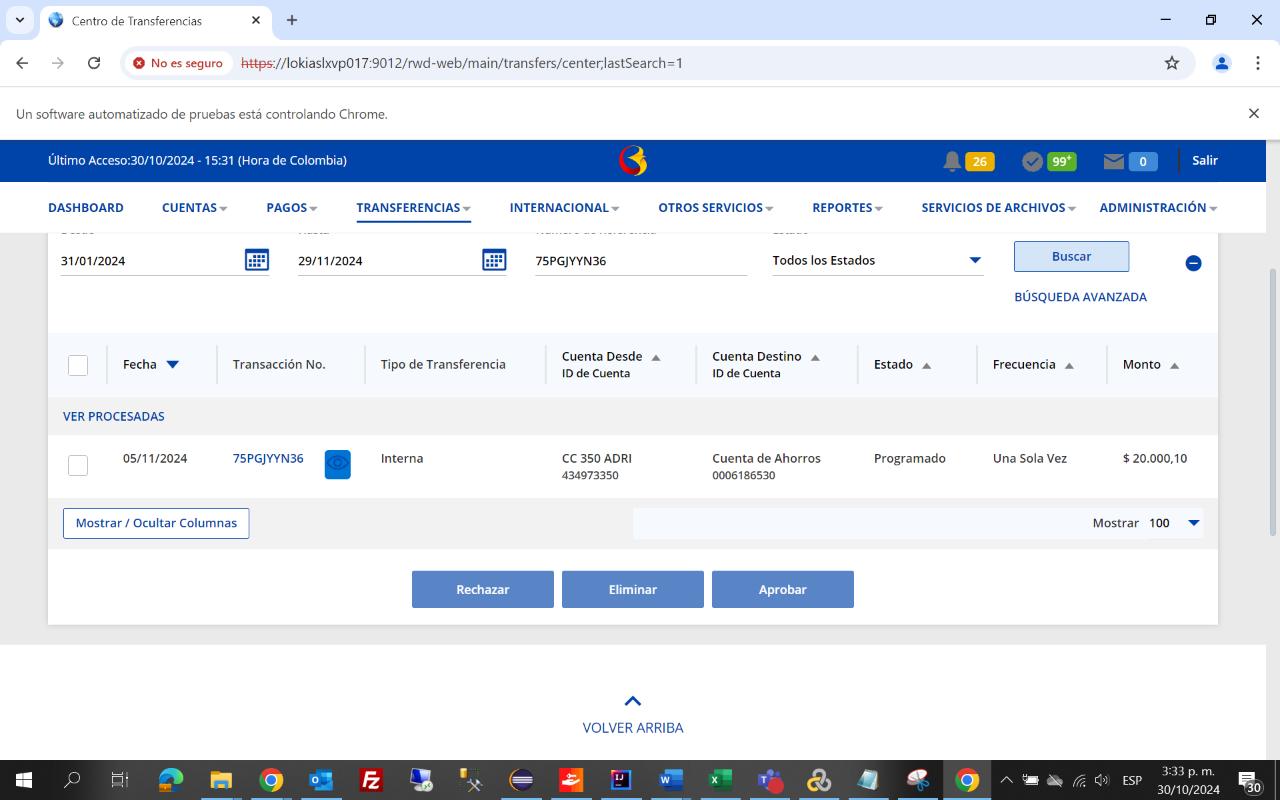 Centro de Transferencias
No es seguro
https://lokiaslxvp017:9012/rwd-web/main/transfers/center;lastSearch=1
Un software automatizado de pruebas está controlando Chrome.
Último Acceso:30/10/2024 - 15:31 (Hora de Colombia)
26
99+
0
Salir
DASHBOARD
CUENTAS
PAGOS
TRANSFERENCIAS
INTERNACIONAL
OTROS SERVICIOS
REPORTES
SERVICIOS DE ARCHIVOS
ADMINISTRACIÓN
31/01/2024
29/11/2024
75PGJYYN36
Todos los Estados
Buscar
BÚSQUEDA AVANZADA
Fecha
Transacción No.
Tipo de Transferencia
Cuenta Desde
ID de Cuenta
Cuenta Destino
ID de Cuenta
Estado
Frecuencia
Monto
VER PROCESADAS
05/11/2024
75PGJYYN36
Interna
CC 350 ADRI
434973350
Cuenta de Ahorros
0006186530
Programado
Una Sola Vez
$ 20.000,10
Mostrar / Ocultar Columnas
Mostrar 100
Rechazar
Eliminar
Aprobar
VOLVER ARRIBA
ESP
3:33 p. m.
30/10/2024
30